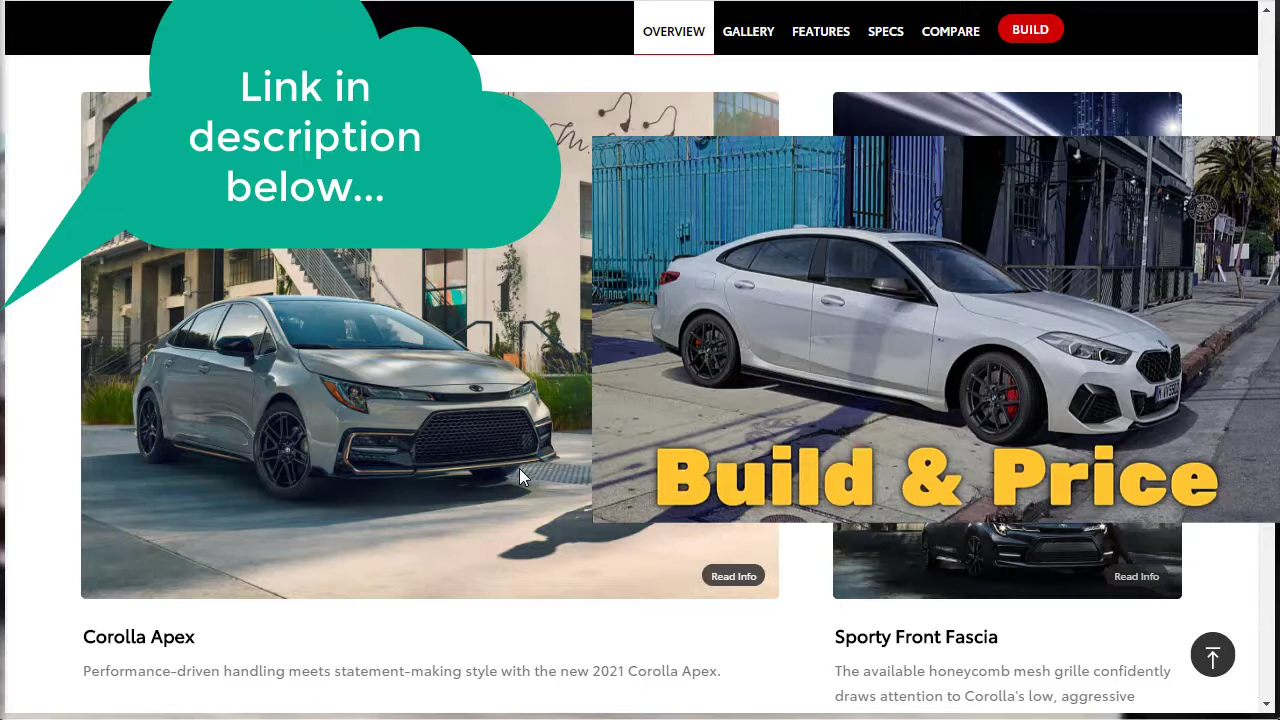 OVERVIEW GALLERY FEATURES SPECS COMPARE BUILD
Link in
description
below...
Build & Price
Read Info
Read Info
Corolla Apex
Performance-driven handling meets statement-making style with the new 2021 Corolla Apex.
Sporty Front Fascia
The available honeycomb mesh grille confidently
draws attention to Corolla's low, aggressive